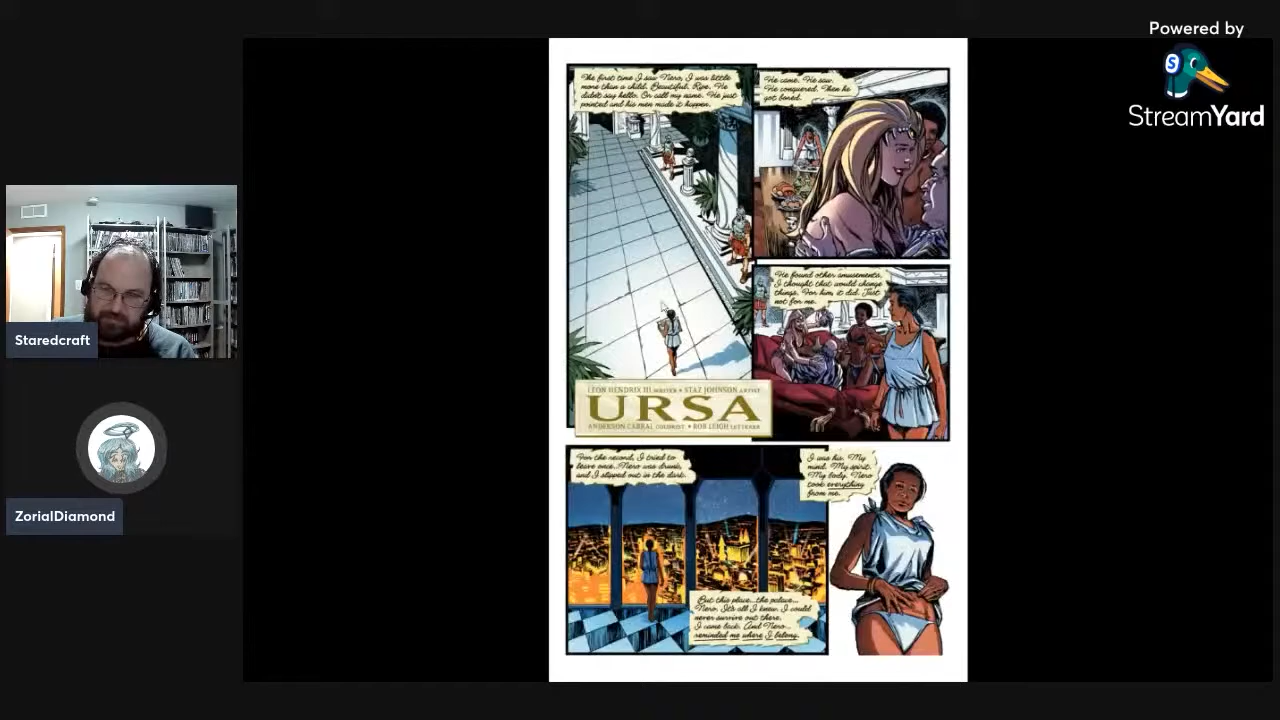 Powered by
StreamYard
Staredcraft
ZorialDiamond
The first time I saw Nero, I was little
more than a child. Beautiful. Ripe. He
didn't say hello. Or call my name. He just
pointed and his men made it happen.
He came. He saw.
He conquered. Then he
got bored.
He found other amusements.
I thought that would change
things. For him, it did. Just
not for me.
LEON HENDRIX III WRITER • STAZ JOHNSON ARTIST
URSA
ANDERSON CABRAL COLORIST • ROB LEIGH LETTERER
For the record, I tried to
leave once...Nero was drunk,
and I slipped out in the dark.
I was his. My
mind. My spirit.
My body. Nero
took everything
from me.
But this place...the palace...
Nero. It's all I knew. I could
never survive out there.
I came back. And Nero...
reminded me where I belong.